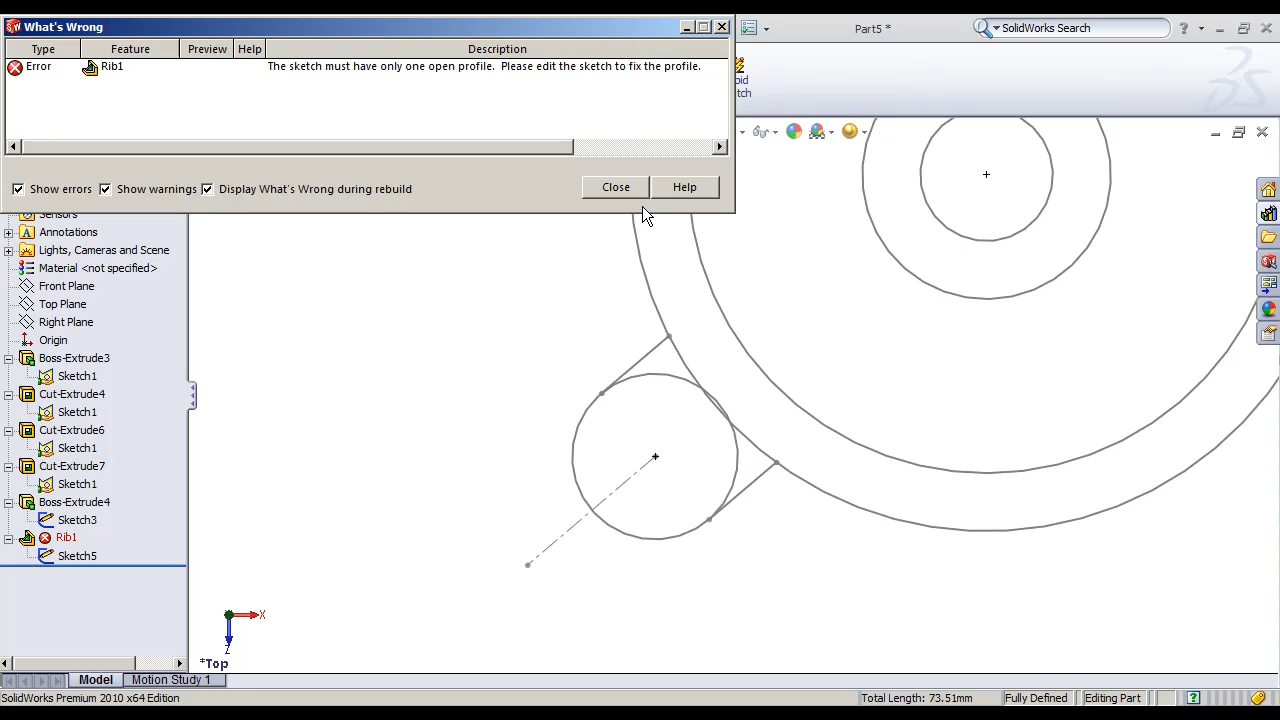 What's Wrong
Part5 *
SolidWorks Search
Type Feature Preview Help Description
Error Rib1 The sketch must have only one open profile. Please edit the sketch to fix the profile.
Show errors Show warnings Display What's Wrong during rebuild
Close Help
Annotations
Lights, Cameras and Scene
Material <not specified>
Front Plane
Top Plane
Right Plane
Origin
Boss-Extrude3
Sketch1
Cut-Extrude4
Sketch1
Cut-Extrude6
Sketch1
Cut-Extrude7
Sketch1
Boss-Extrude4
Sketch3
Rib1
Sketch5
X
Z
*Top
Model Motion Study 1
SolidWorks Premium 2010 x64 Edition
Total Length: 73.51mm Fully Defined Editing Part